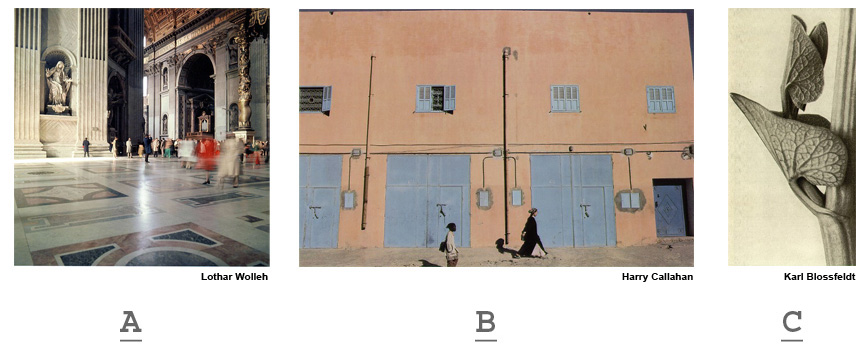 Lothar Wolleh
Harry Callahan
Karl Blossfeldt
A
B
C